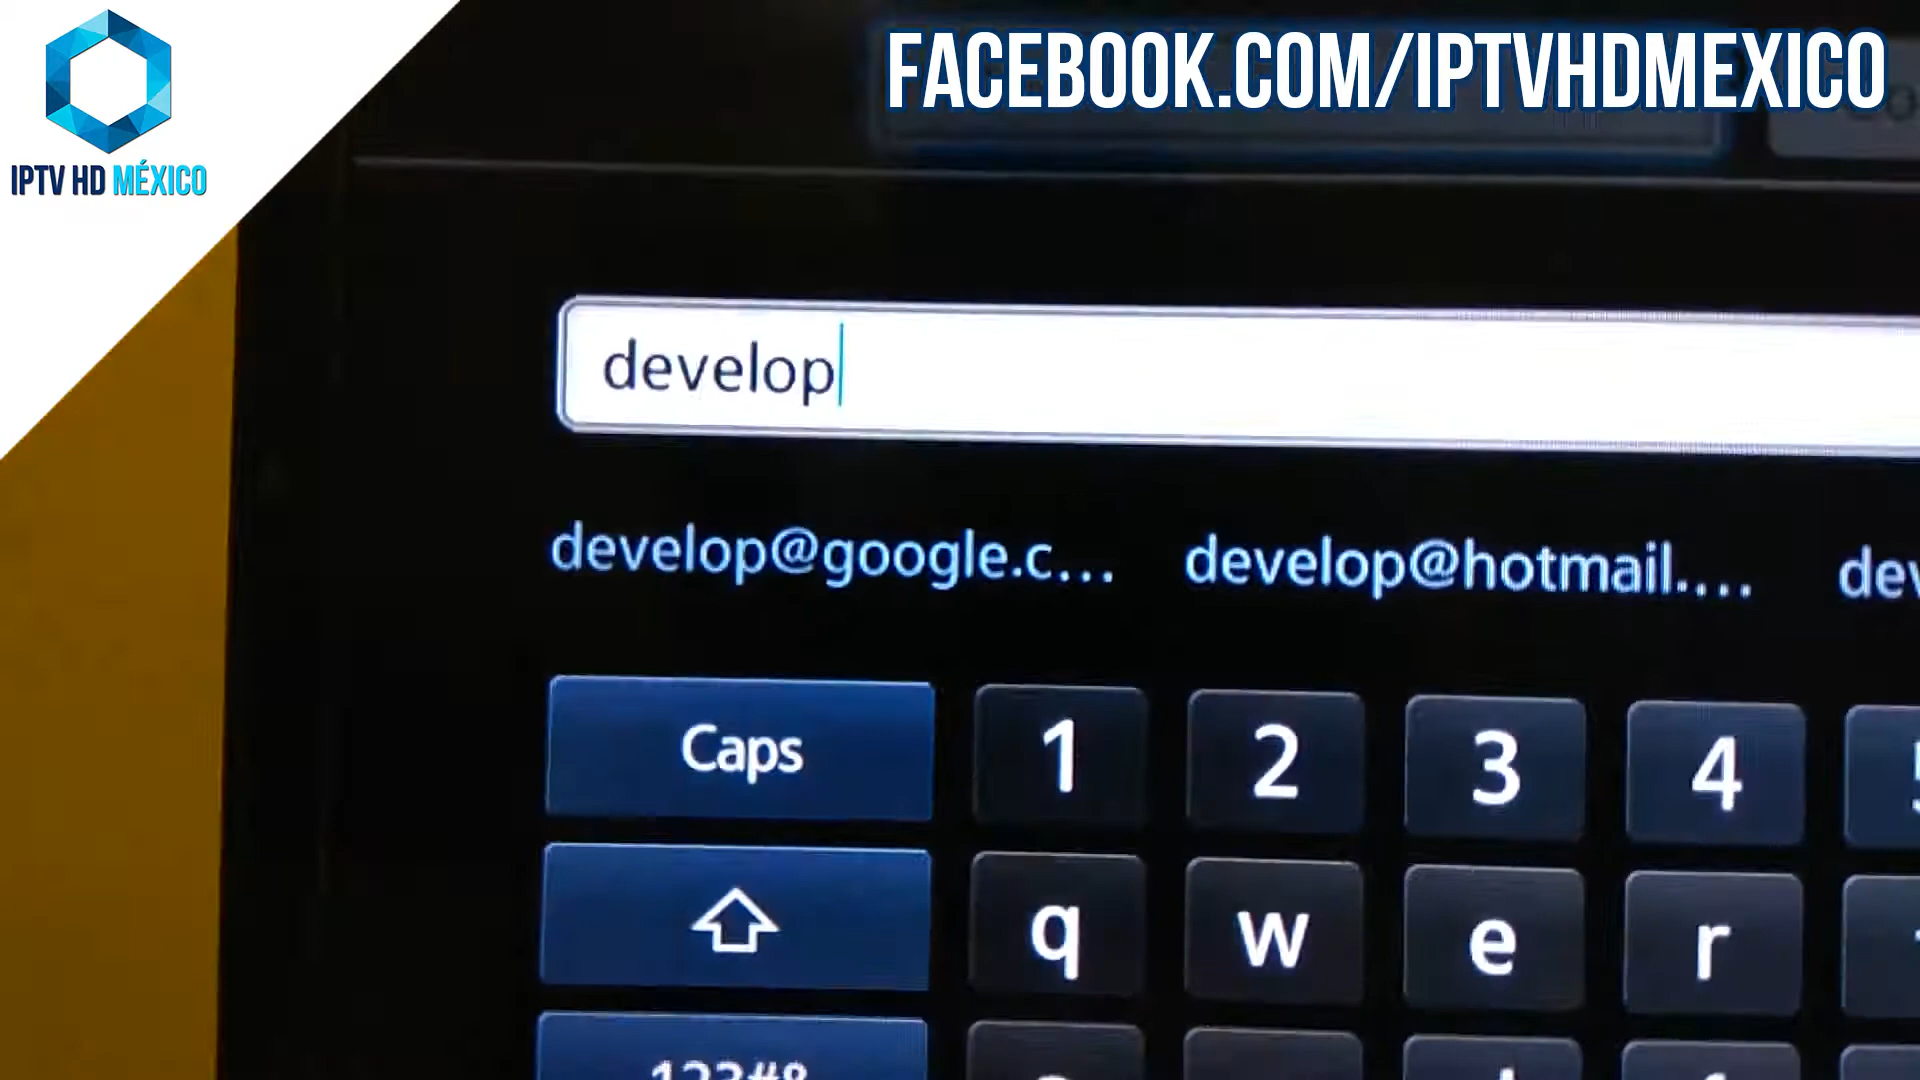 IPTV HD MÉXICO
FACEBOOK.COM/IPTVHDMEXICO
develop
develop@google.c...
develop@hotmail....
Caps
1 2 3 4
q w e r